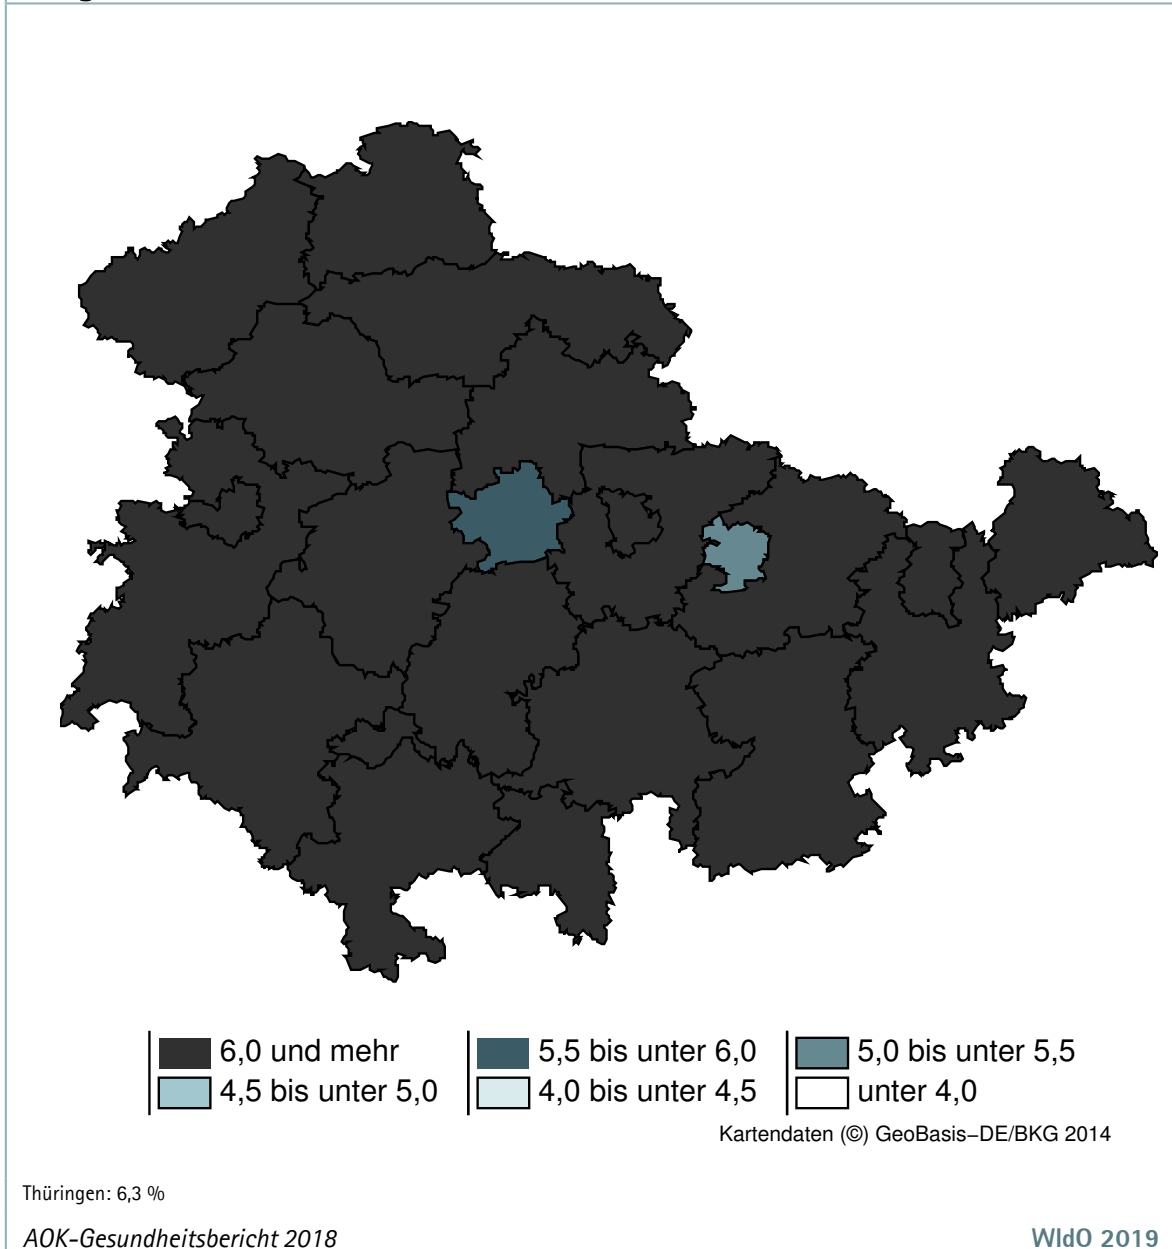 6,0 und mehr 5,5 bis unter 6,0 5,0 bis unter 5,5
4,5 bis unter 5,0 4,0 bis unter 4,5 unter 4,0
Kartendaten (©) GeoBasis−DE/BKG 2014
Thüringen: 6,3 %
AOK-Gesundheitsbericht 2018 WIdO 2019